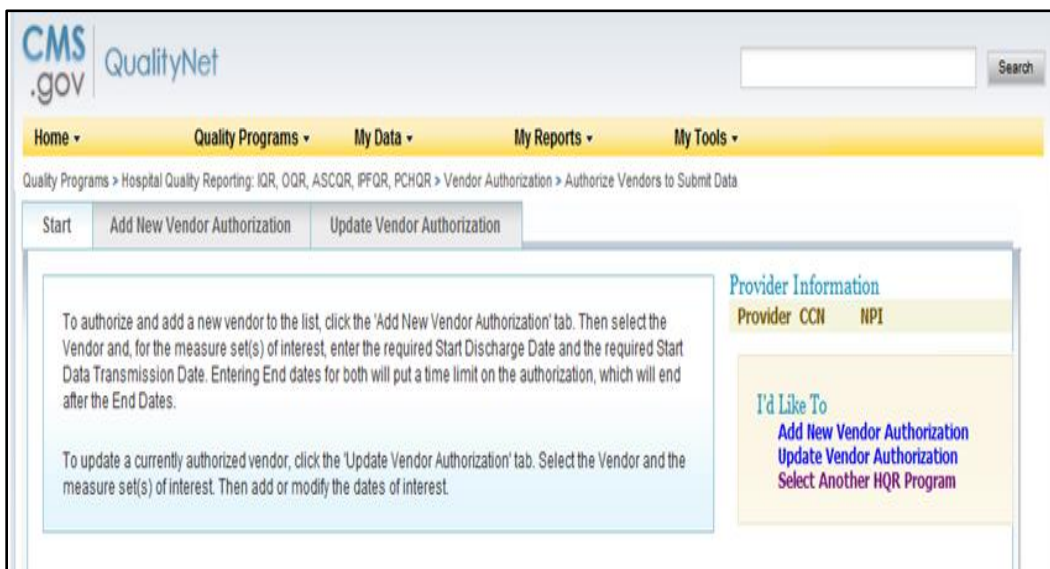 CMS
.gov
QualityNet
Search
Home Quality Programs My Data My Reports My Tools
Quality Programs > Hospital Quality Reporting: IQR, OQR, ASCQR, IPFQR, PCHQR > Vendor Authorization > Authorize Vendors to Submit Data
Start Add New Vendor Authorization Update Vendor Authorization
To authorize and add a new vendor to the list, click the 'Add New Vendor Authorization' tab. Then select the
Vendor and, for the measure set(s) of interest, enter the required Start Discharge Date and the required Start
Data Transmission Date. Entering End dates for both will put a time limit on the authorization, which will end
after the End Dates.
To update a currently authorized vendor, click the 'Update Vendor Authorization' tab. Select the Vendor and the
measure set(s) of interest. Then add or modify the dates of interest.
Provider Information
Provider CCN NPI
I'd Like To
Add New Vendor Authorization
Update Vendor Authorization
Select Another HQR Program